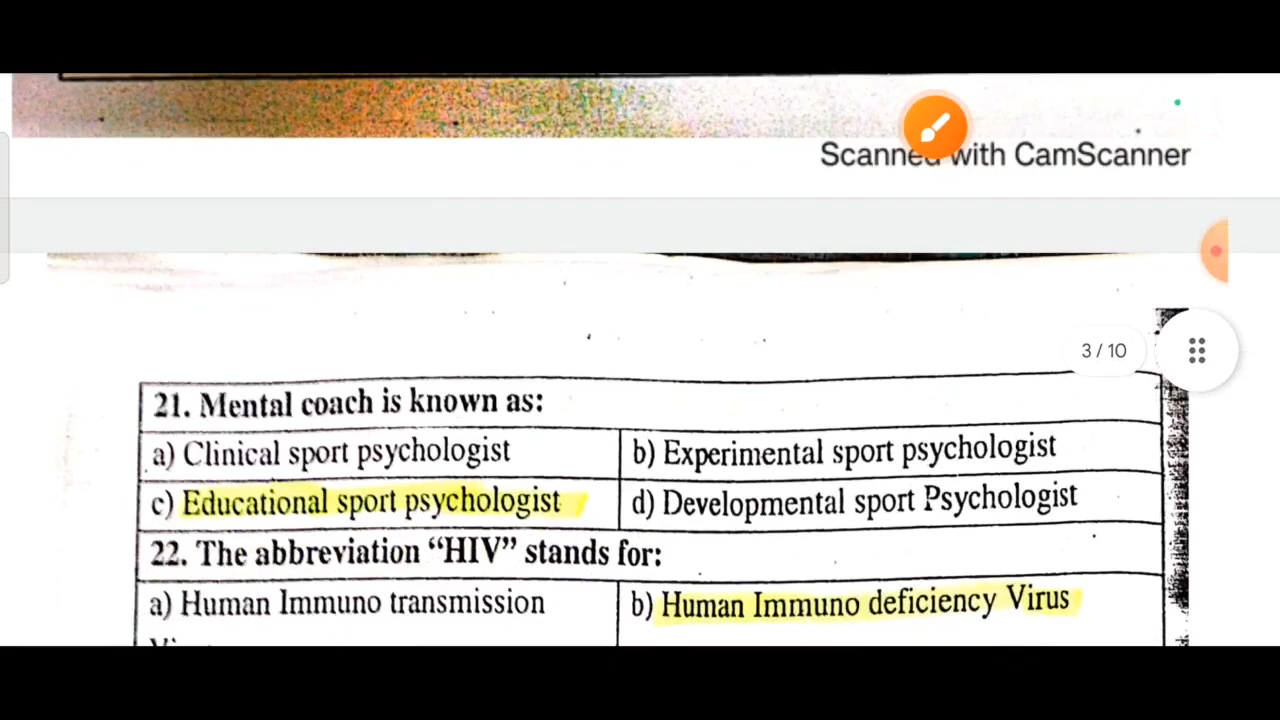 Scanned with CamScanner
3 / 10
21. Mental coach is known as:
a) Clinical sport psychologist b) Experimental sport psychologist
c) Educational sport psychologist d) Developmental sport Psychologist
22. The abbreviation “HIV” stands for:
a) Human Immuno transmission b) Human Immuno deficiency Virus